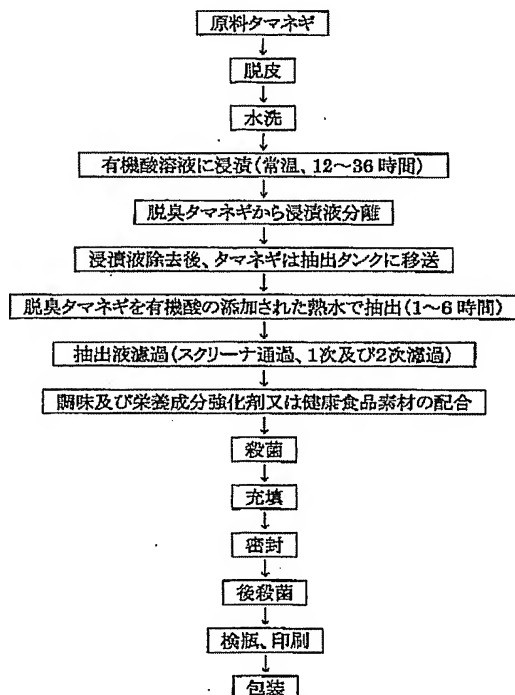 原料タマネギ
脱皮
水洗
有機酸溶液に浸漬(常温、12～36時間)
脱臭タマネギから浸漬液分離
浸漬液除去後、タマネギは抽出タンクに移送
脱臭タマネギを有機酸の添加された熱水で抽出(1～6時間)
抽出液濾過(スクリーナ通過、1次及び2次濾過)
調味及び栄養成分強化剤又は健康食品素材の配合
殺菌
充填
密封
後殺菌
検瓶、印刷
包装